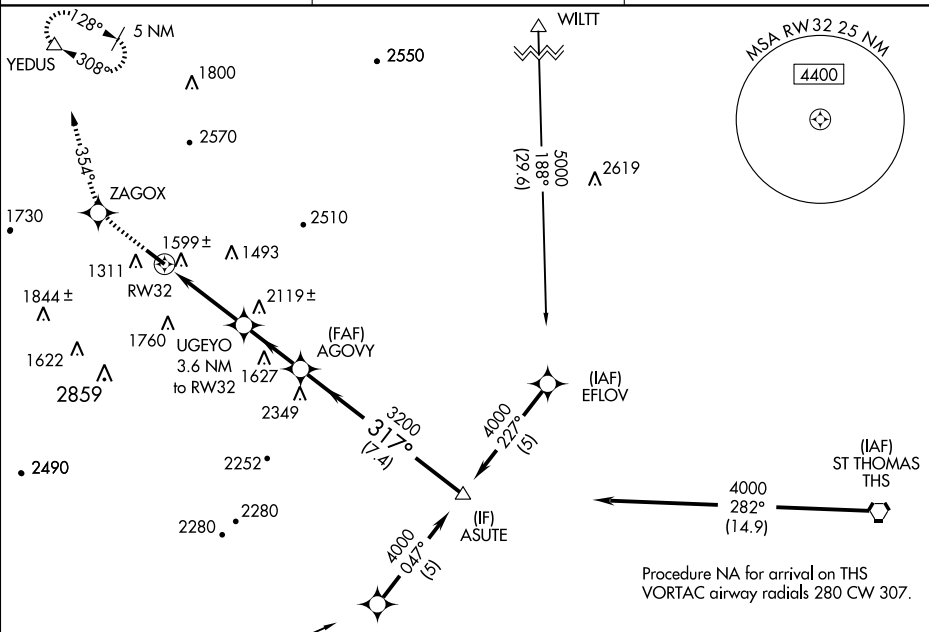 128°
5 NM
308°
YEDUS
1800
2550
WILTT
MSA RW32 25 NM
4400
2570
354°
5000
188°
(29.6)
2619
ZAGOX
1730
2510
1599±
1493
1311
RW32
1844±
2119±
1760
UGEYO
3.6 NM
to RW32
(FAF)
AGOVY
1622
1627
2859
2349
(IAF)
EFLOV
3200
317°
(7.4)
4000
227°
(5)
2490
2252
(IAF)
ST THOMAS
THS
4000
282°
(14.9)
2280
2280
(IF)
ASUTE
4000
047°
(5)
Procedure NA for arrival on THS
VORTAC airway radials 280 CW 307.